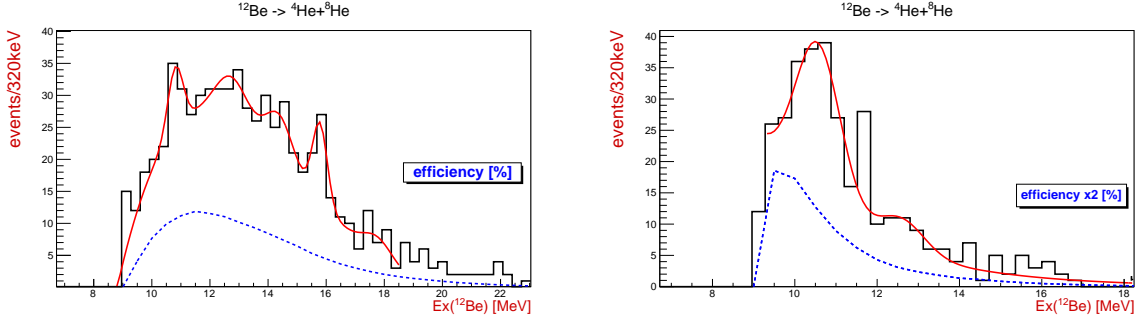 ¹²Be -> ⁴He+⁸He
events/320keV
40
35
30
25
20
15
10
5
efficiency [%]
8 10 12 14 16 18 20 22
Ex(¹²Be) [MeV]
¹²Be -> ⁴He+⁸He
events/320keV
40
35
30
25
20
15
10
5
efficiency x2 [%]
8 10 12 14 16 18
Ex(¹²Be) [MeV]